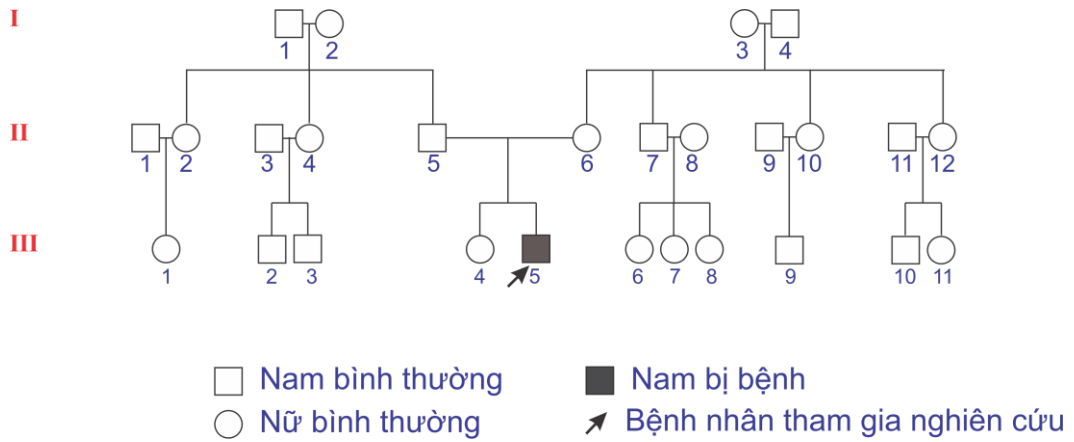 I
1 2 3 4
II
1 2 3 4 5 6 7 8 9 10 11 12
III
1 2 3 4 5 6 7 8 9 10 11
Nam bình thường Nam bị bệnh
Nữ bình thường Bệnh nhân tham gia nghiên cứu